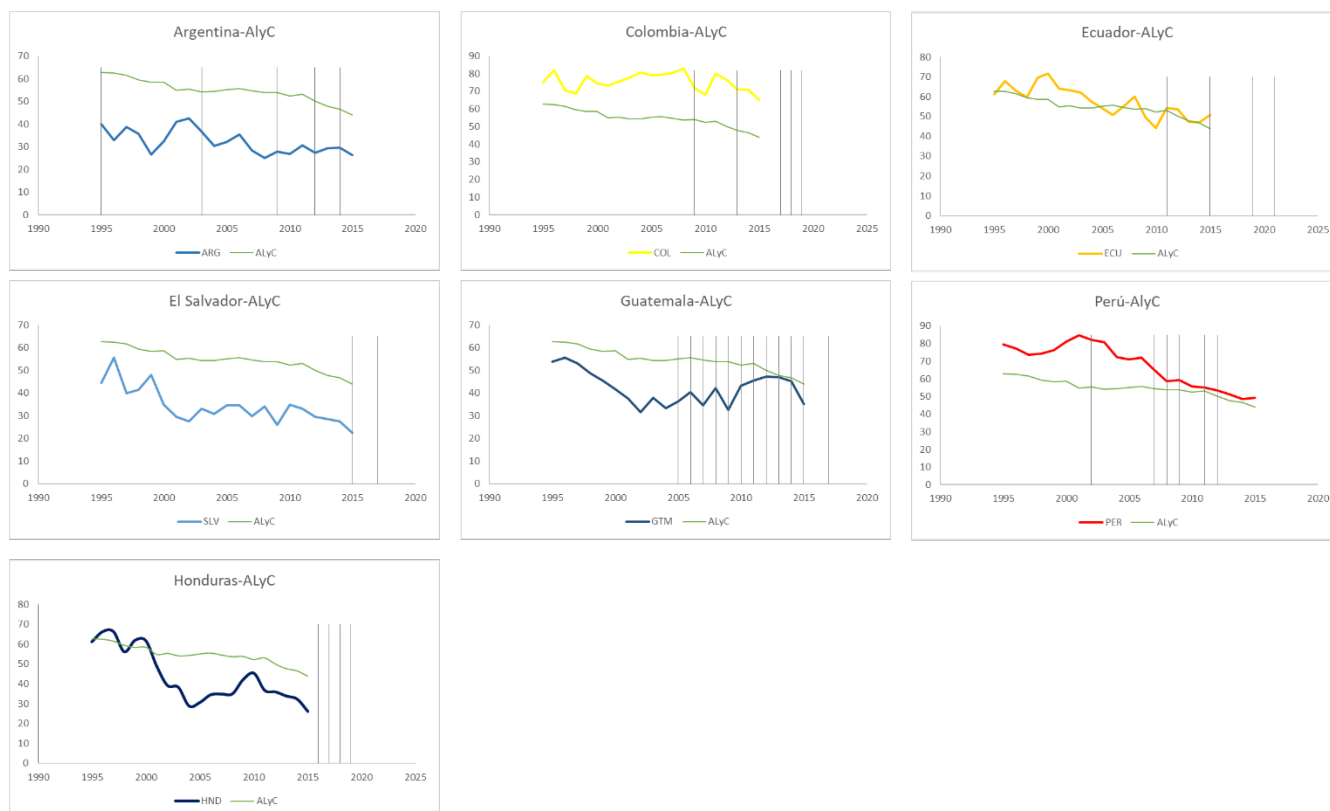 Argentina-AlyC
70
60
50
40
30
20
10
0
1990 1995 2000 2005 2010 2015 2020
ARG ALyC
Colombia-ALyC
90
80
70
60
50
40
30
20
10
0
1990 1995 2000 2005 2010 2015 2020 2025
COL ALyC
Ecuador-ALyC
80
70
60
50
40
30
20
10
0
1990 1995 2000 2005 2010 2015 2020 2025
ECU ALyC
El Salvador-ALyC
70
60
50
40
30
20
10
0
1990 1995 2000 2005 2010 2015 2020
SLV ALyC
Guatemala-ALyC
70
60
50
40
30
20
10
0
1990 1995 2000 2005 2010 2015 2020
GTM ALyC
Perú-AlyC
90
80
70
60
50
40
30
20
10
0
1990 1995 2000 2005 2010 2015 2020
PER ALyC
Honduras-ALyC
80
70
60
50
40
30
20
10
0
1990 1995 2000 2005 2010 2015 2020 2025
HND ALyC